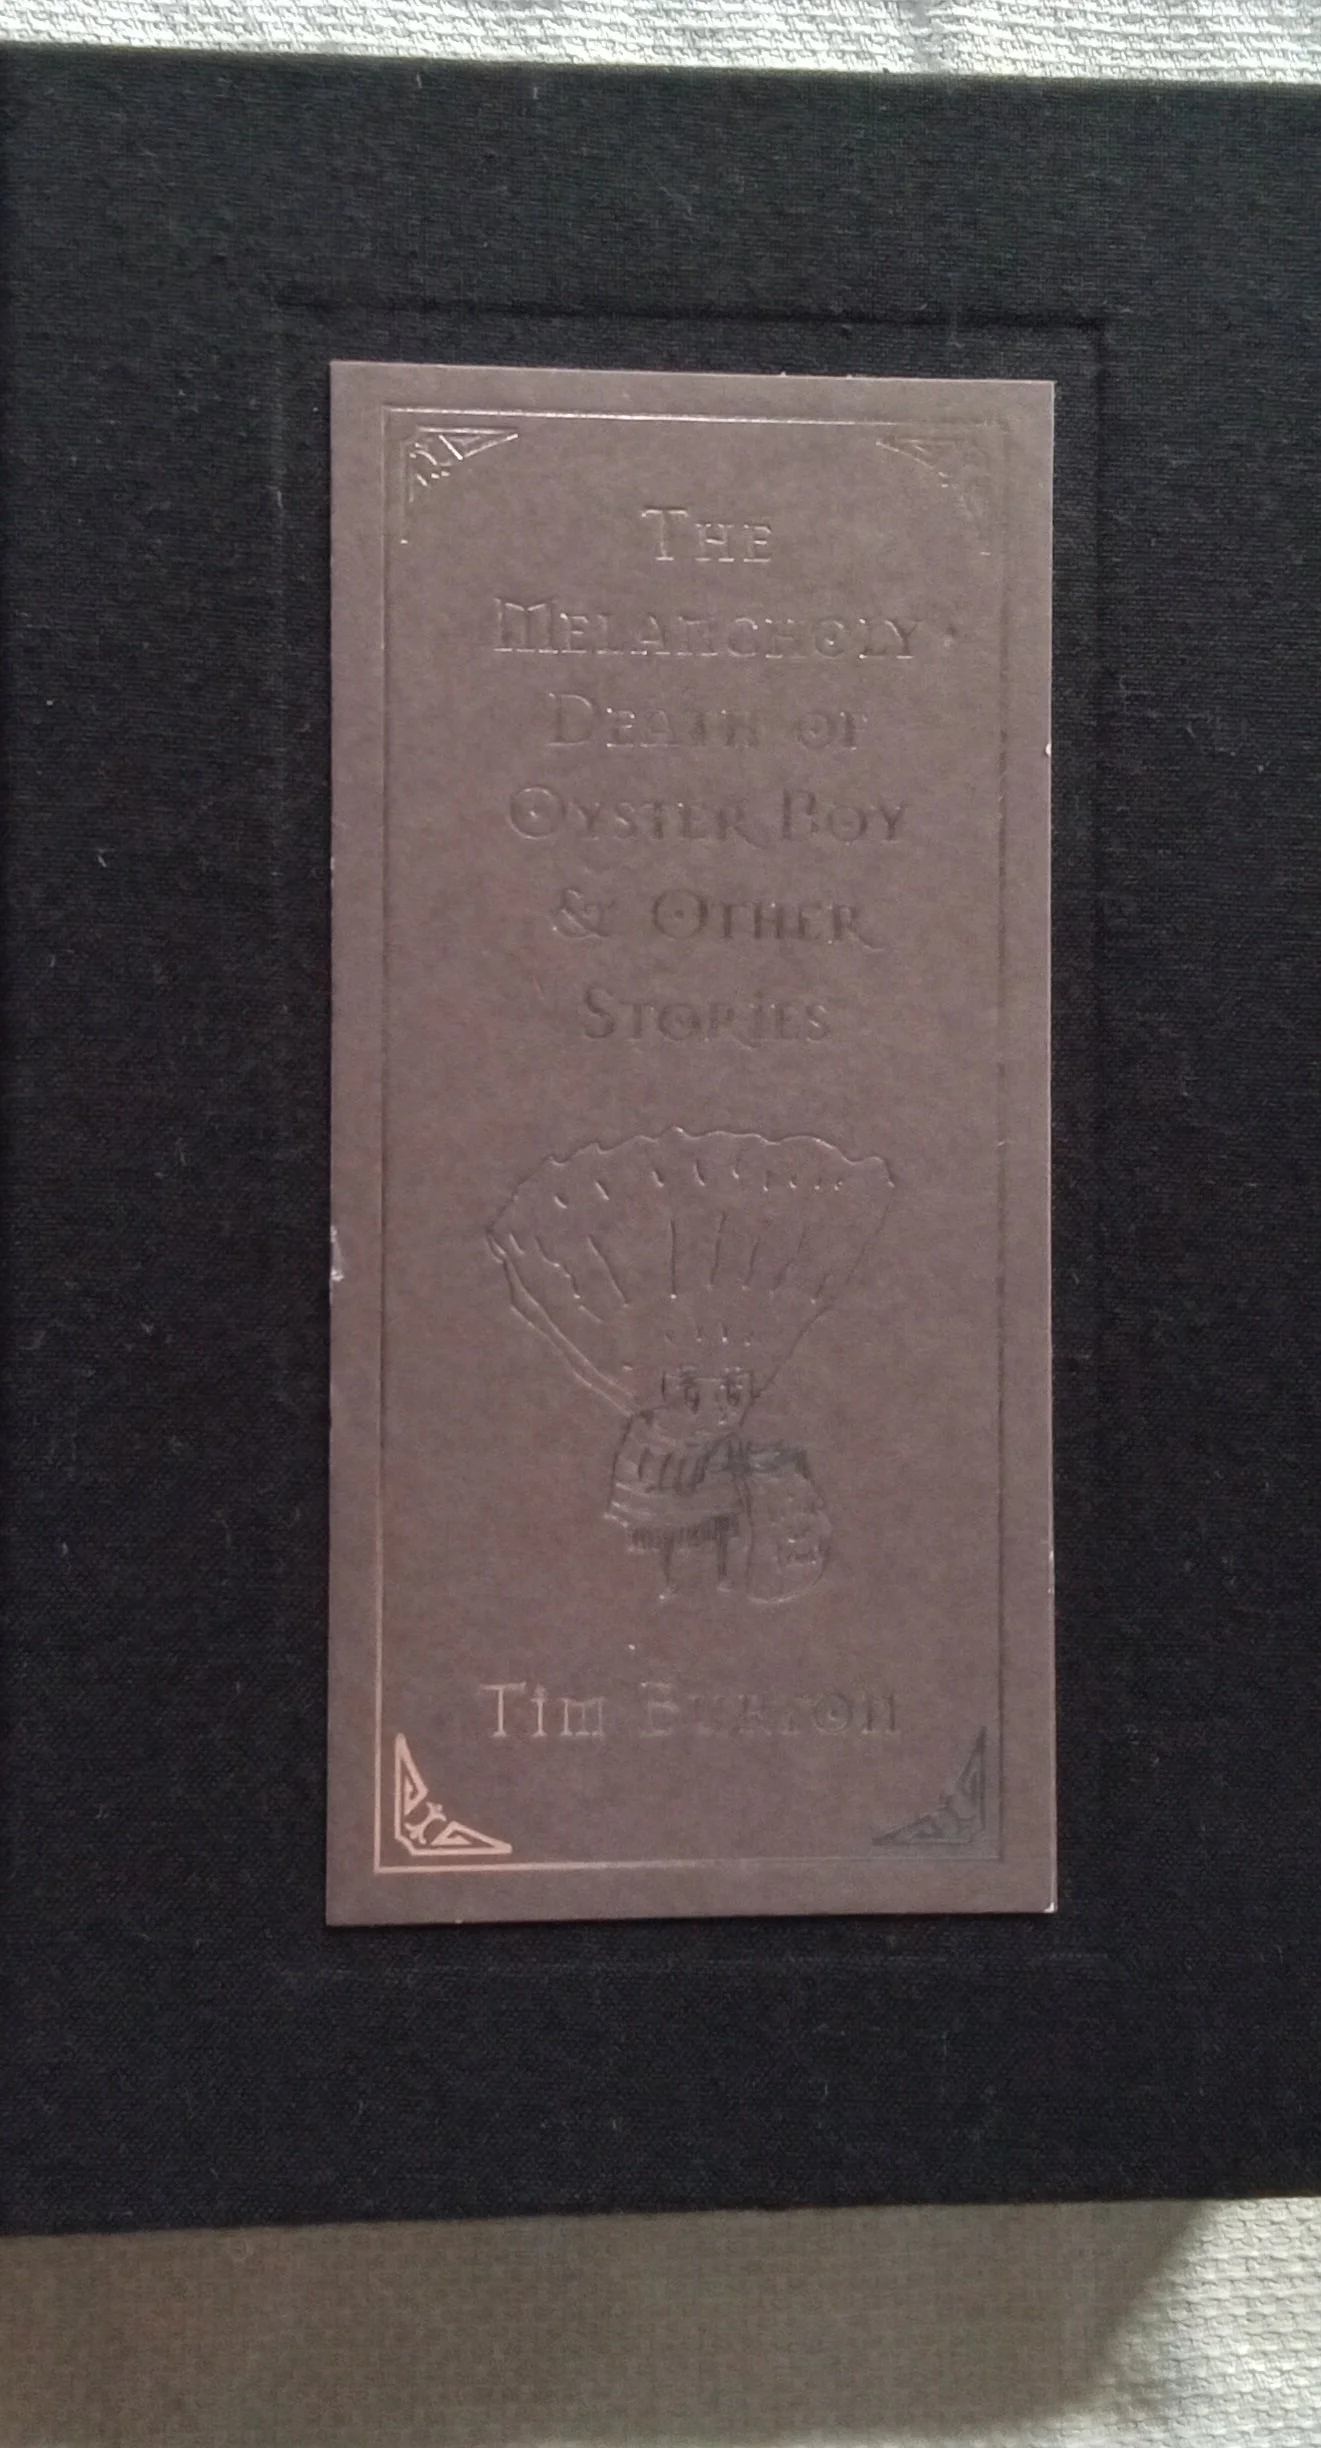 The
Melancholy
Death of
Oyster Boy
& Other
Stories
Tim Burton